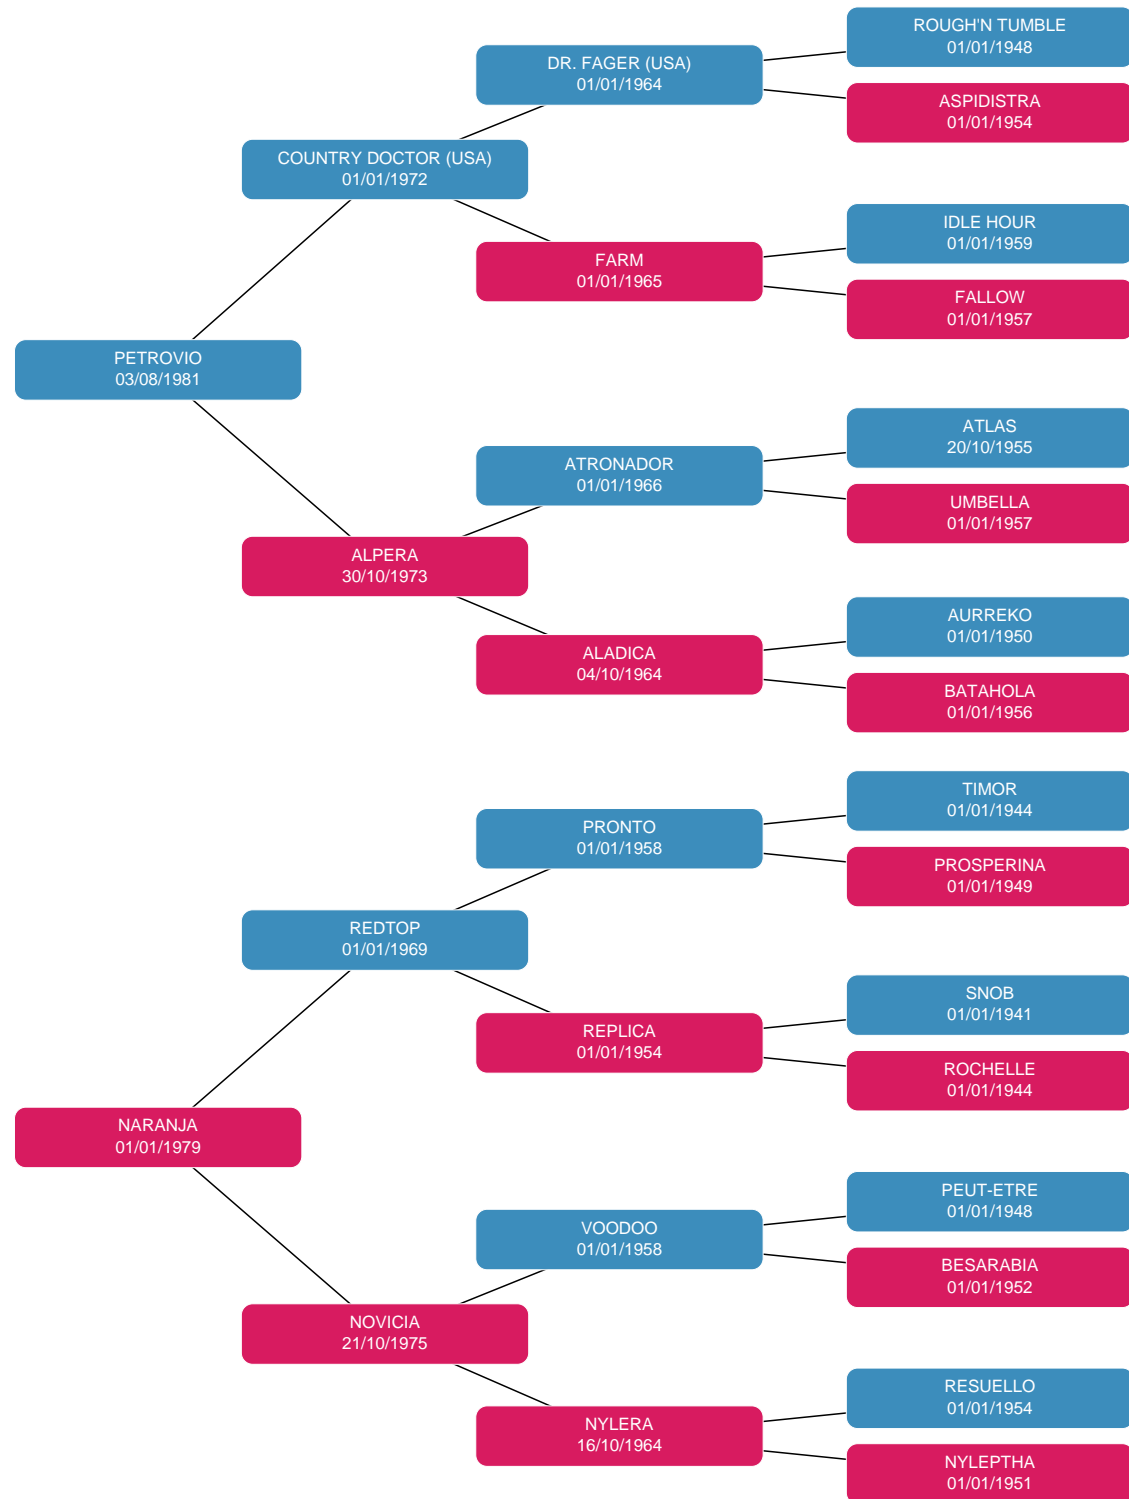 ROUGH'N TUMBLE
01/01/1948
DR. FAGER (USA)
01/01/1964
ASPIDISTRA
01/01/1954
COUNTRY DOCTOR (USA)
01/01/1972
IDLE HOUR
01/01/1959
FARM
01/01/1965
FALLOW
01/01/1957
PETROVIO
03/08/1981
ATLAS
20/10/1955
ATRONADOR
01/01/1966
UMBELLA
01/01/1957
ALPERA
30/10/1973
AURREKO
01/01/1950
ALADICA
04/10/1964
BATAHOLA
01/01/1956
TIMOR
01/01/1944
PRONTO
01/01/1958
PROSPERINA
01/01/1949
REDTOP
01/01/1969
SNOB
01/01/1941
REPLICA
01/01/1954
ROCHELLE
01/01/1944
NARANJA
01/01/1979
PEUT-ETRE
01/01/1948
VOODOO
01/01/1958
BESARABIA
01/01/1952
NOVICIA
21/10/1975
RESUELLO
01/01/1954
NYLERA
16/10/1964
NYLEPTHA
01/01/1951